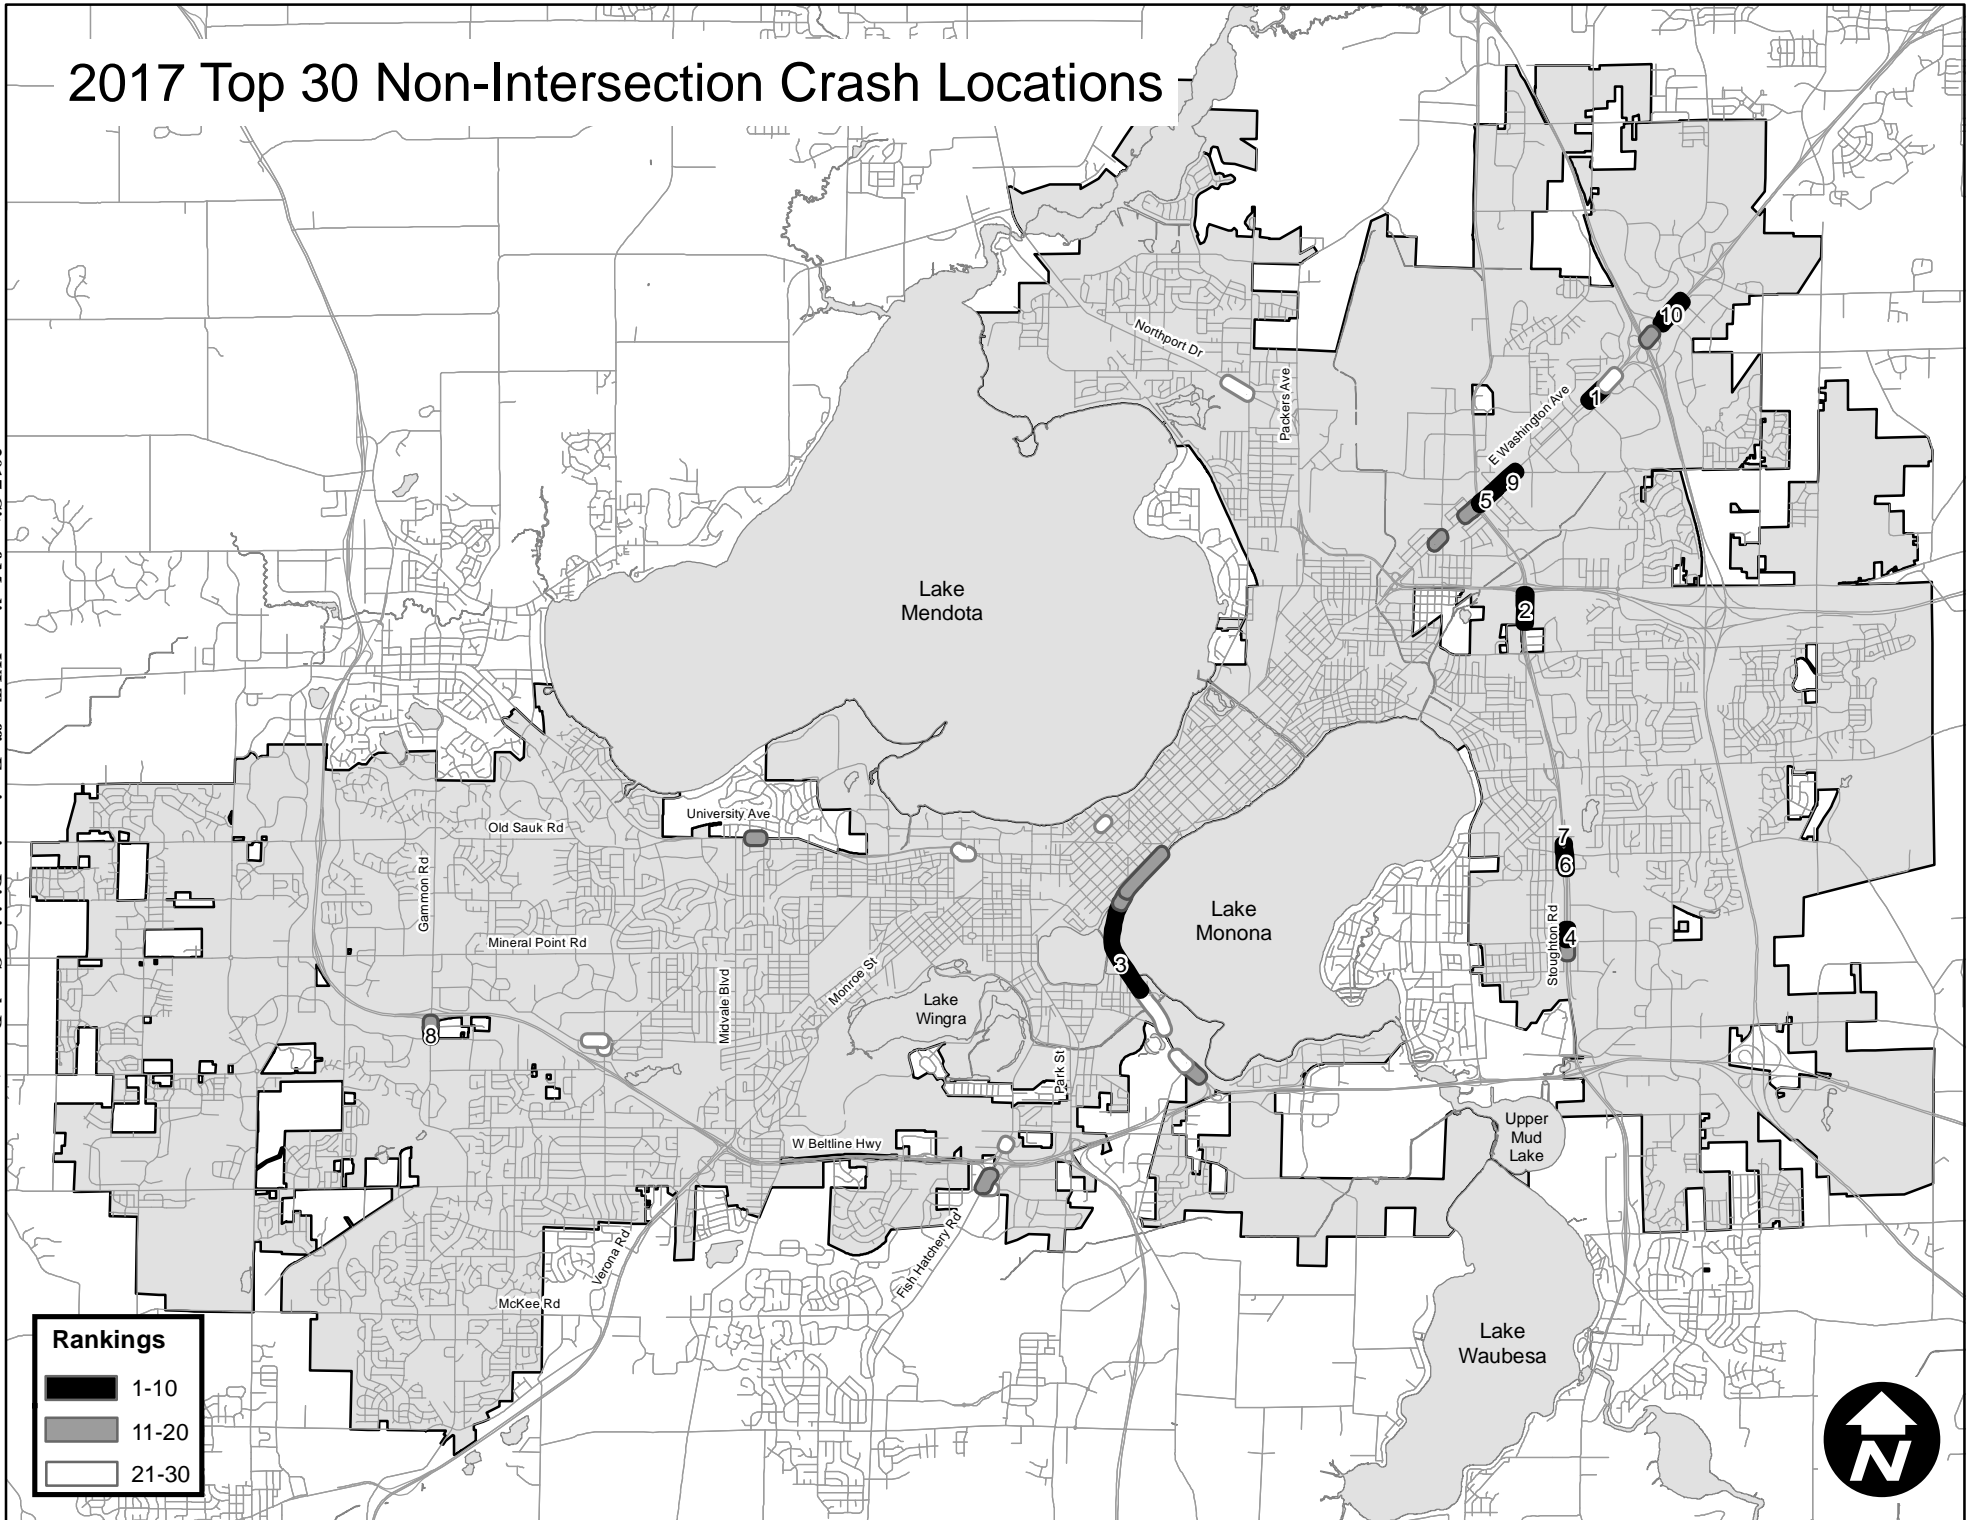 2017 Top 30 Non-Intersection Crash Locations
10
Northport Dr
Packers Ave
1
E Washington Ave
9
5
Lake
Mendota
2
University Ave
Old Sauk Rd
7
6
Gammon Rd
Lake
Monona
4
Stoughton Rd
Mineral Point Rd
3
Monroe St
Midvale Blvd
Lake
Wingra
8
Park St
Upper
Mud
Lake
W Beltline Hwy
Verona Rd
Fish Hatchery Rd
McKee Rd
Lake
Waubesa
Rankings
1-10
11-20
21-30
N